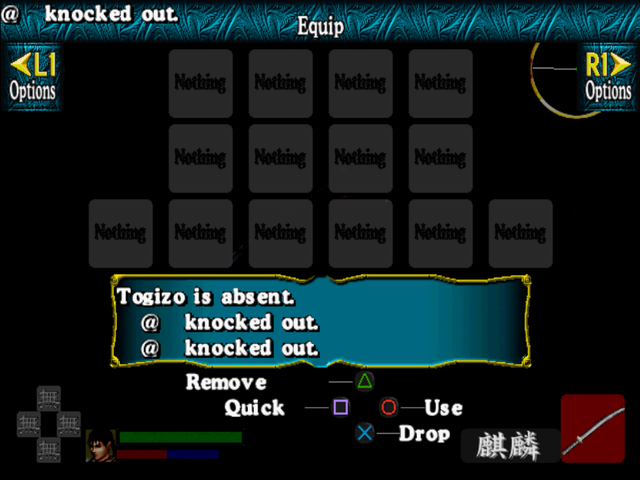 @ knocked out.
Equip
L1
Options
R1
Options
Nothing Nothing Nothing Nothing
Nothing Nothing Nothing Nothing
Nothing Nothing Nothing Nothing Nothing Nothing
Togizo is absent.
@ knocked out.
@ knocked out.
Remove
Quick
Use
Drop
無
無 無
無
麒麟